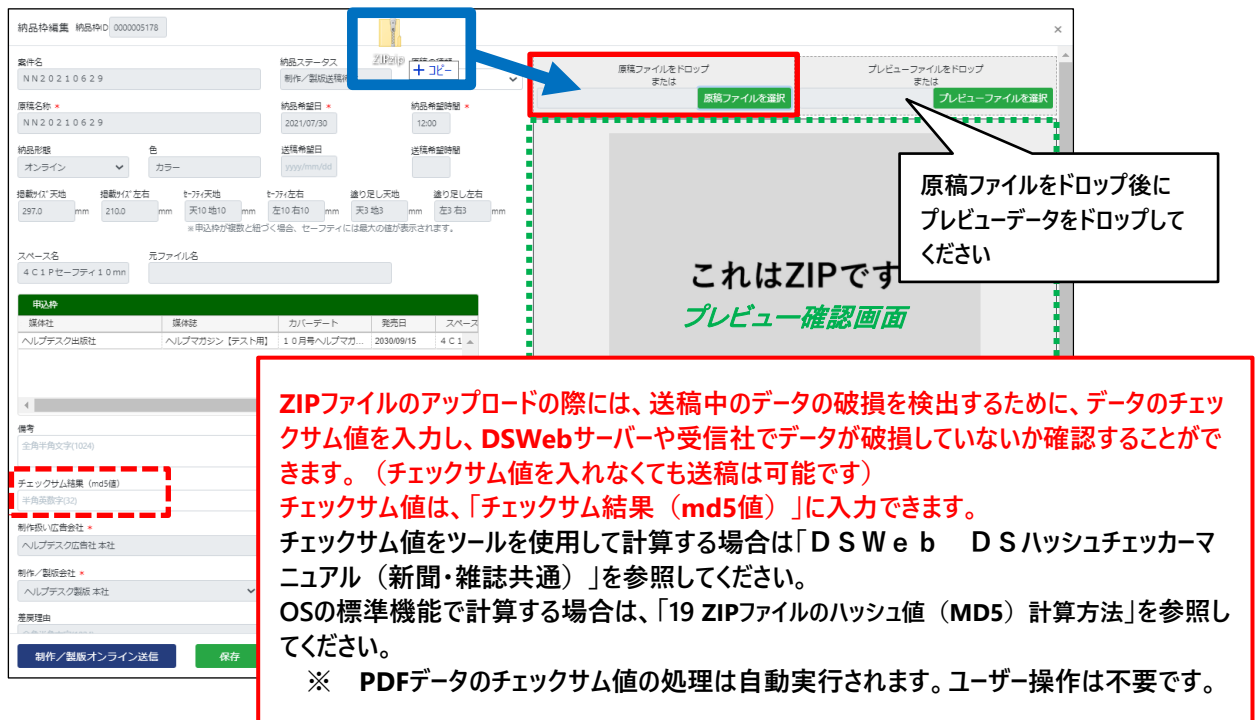 納品枠編集 納品枠ID 0000005178
×
ZIP.zip
コピー
案件名
納品ステータス
NN20210629
制作/製版送稿
原稿名称 *
納品希望日 *
納品希望時間 *
NN20210629
2021/07/30
12:00
納品形態
色
送稿希望日
送稿希望時間
オンライン
カラー
yyyy/mm/dd
掲載サイズ天地
掲載サイズ左右
セーフティ天地
セーフティ左右
塗り足し天地
塗り足し左右
297.0 mm
210.0 mm
天10 地10 mm
左10 右10 mm
天3 地3 mm
左3 右3 mm
※申込枠が複数と紐づく場合、セーフティには最大の値が表示されます。
スペース名
元ファイル名
4C1Pセーフティ10mm
申込枠
媒体社
媒体誌
カバーデート
発売日
スペース
ヘルプデスク出版社
ヘルプマガジン【テスト用】
10月号ヘルプマガ...
2030/09/15
4C1
備考
全角半角文字(1024)
チェックサム結果（md5値）
半角英数字(32)
制作扱い広告会社 *
ヘルプデスク広告社 本社
制作/製版会社 *
ヘルプデスク製版 本社
差戻理由
制作/製版オンライン送信
保存
原稿ファイルをドロップ
または
原稿ファイルを選択
プレビューファイルをドロップ
または
プレビューファイルを選択
原稿ファイルをドロップ後に
プレビューデータをドロップして
ください
これはZIPです
プレビュー確認画面
ZIPファイルのアップロードの際には、送稿中のデータの破損を検出するために、データのチェッ
クサム値を入力し、DSWebサーバーや受信社でデータが破損していないか確認することがで
きます。（チェックサム値を入れなくても送稿は可能です）
チェックサム値は、「チェックサム結果（md5値）」に入力できます。
チェックサム値をツールを使用して計算する場合は「ＤＳＷｅｂ　ＤＳハッシュチェッカーマ
ニュアル（新聞・雑誌共通）」を参照してください。
OSの標準機能で計算する場合は、「19 ZIPファイルのハッシュ値（MD5）計算方法」を参照し
てください。
※　PDFデータのチェックサム値の処理は自動実行されます。ユーザー操作は不要です。